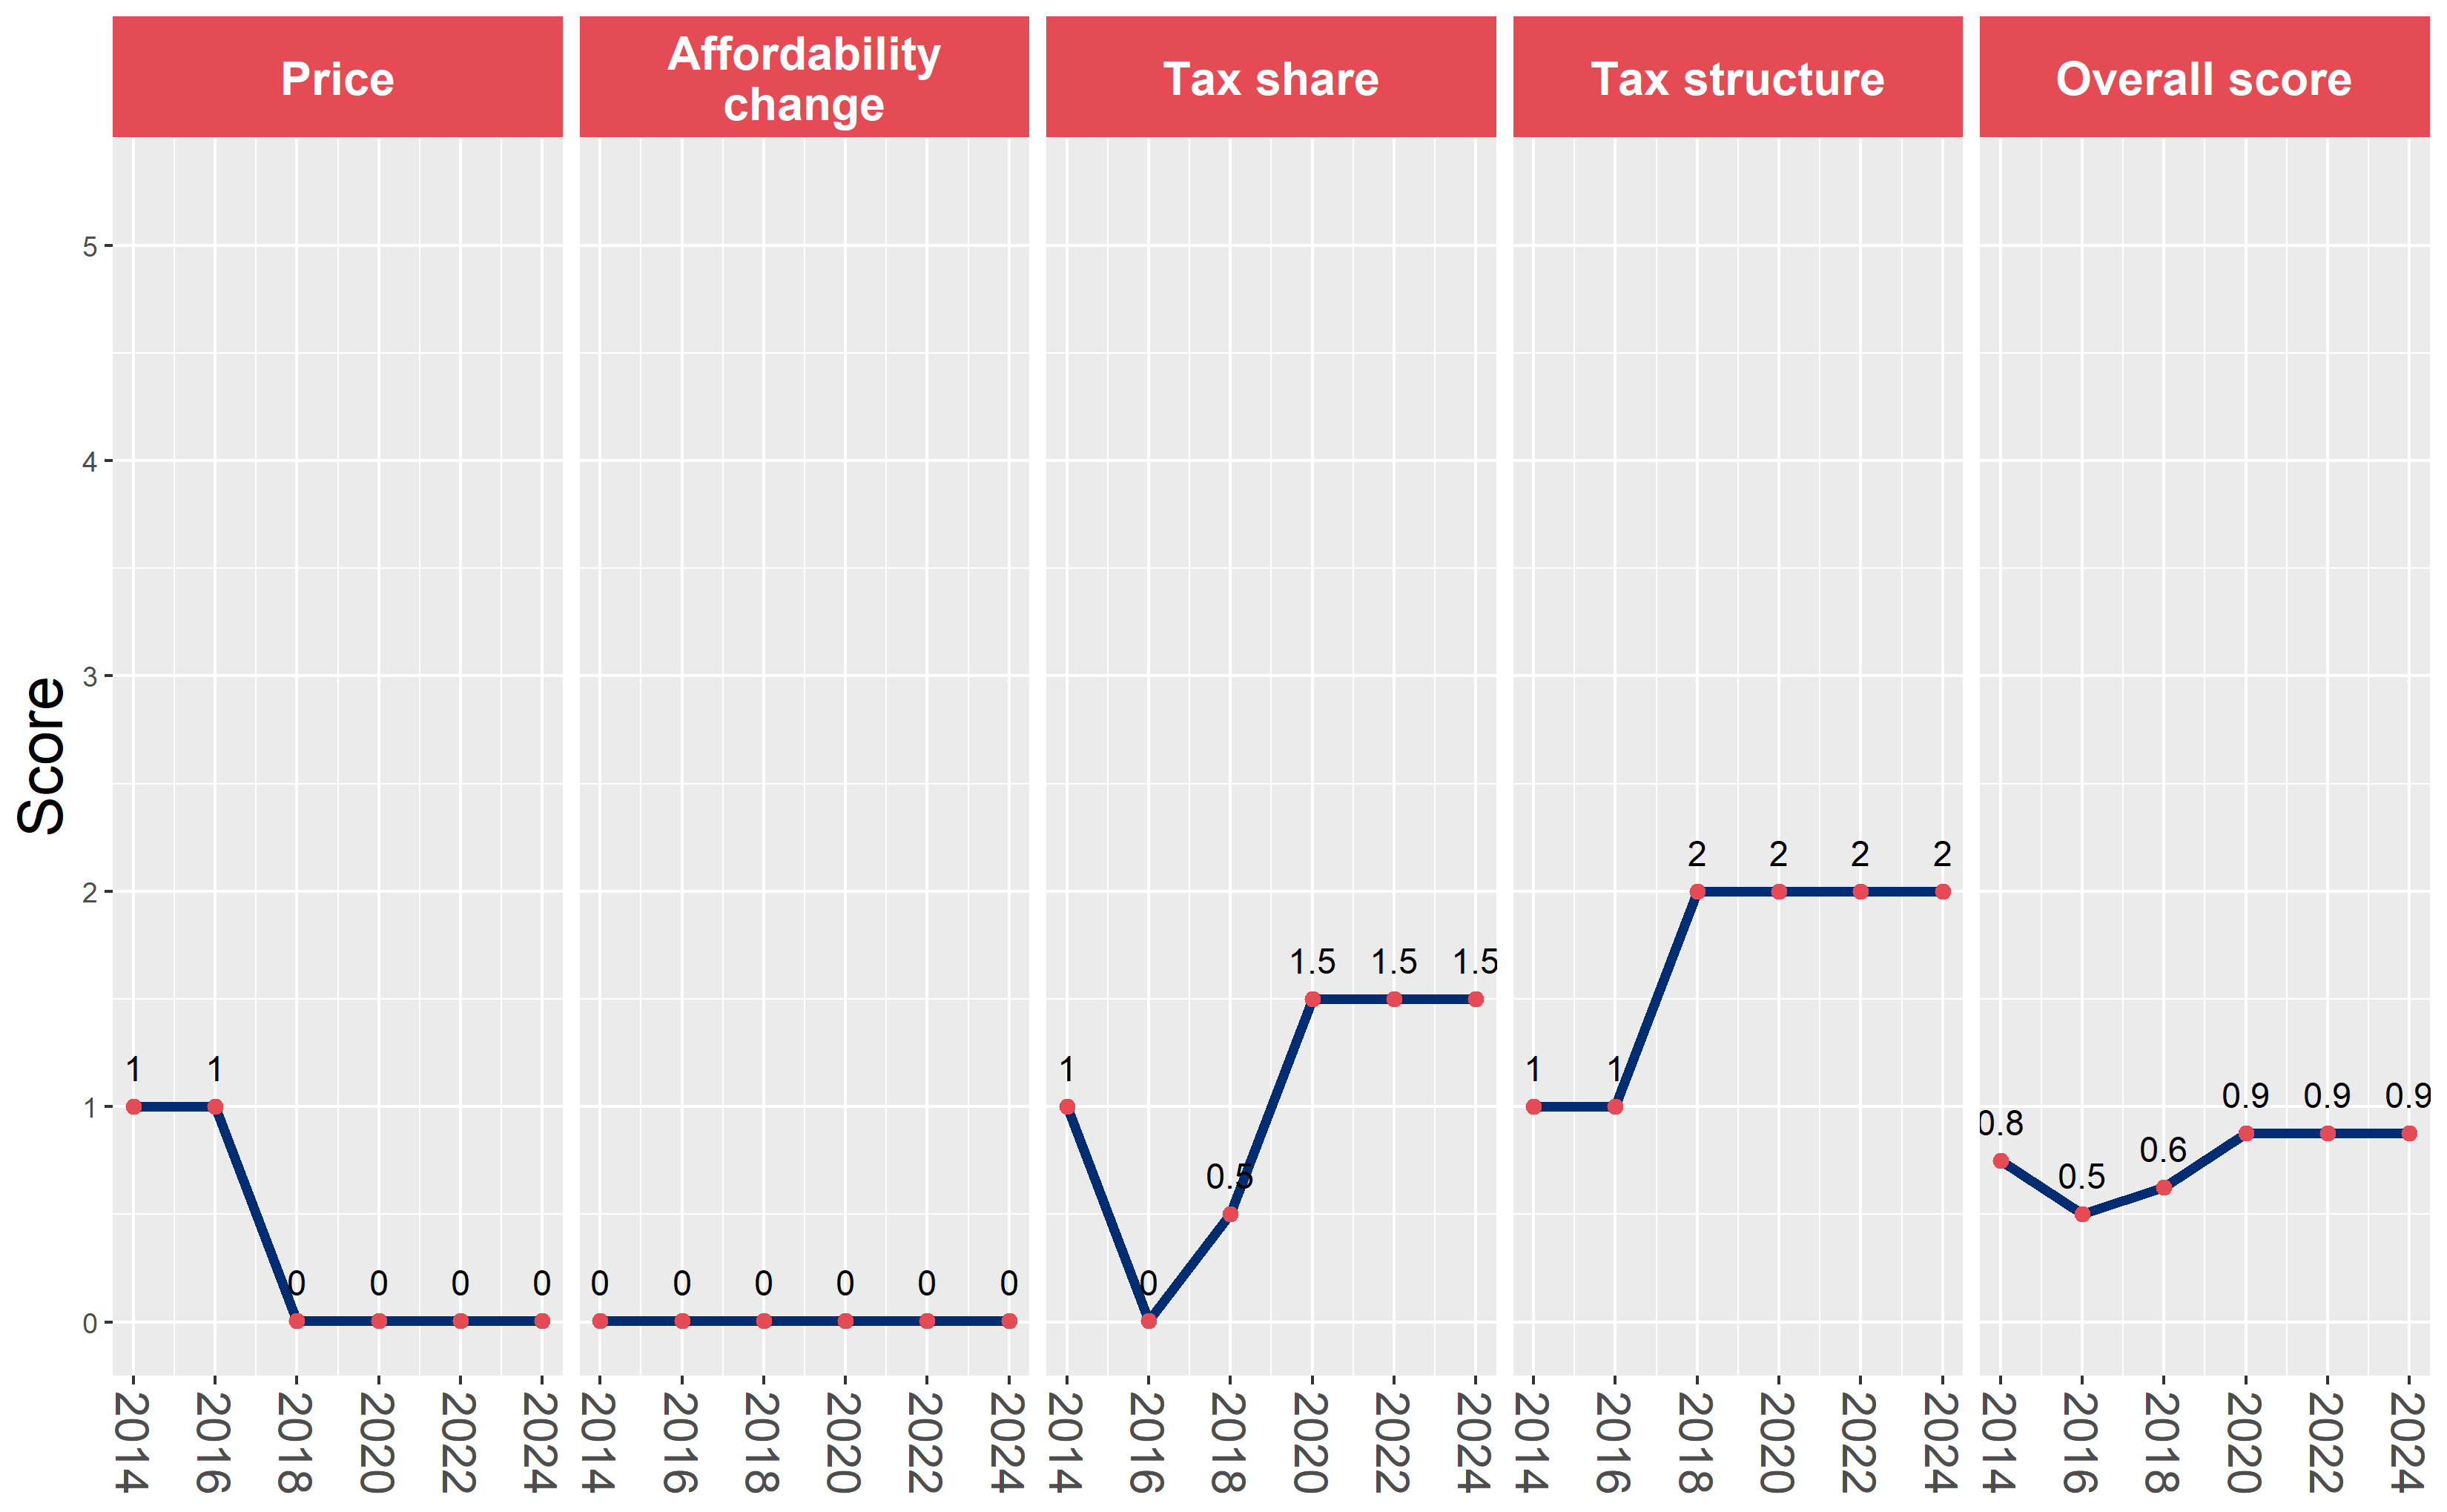 Price
Affordability
change
Tax share
Tax structure
Overall score
Score
5
4
3
2
1
0
1 1 0 0 0 0
0 0 0 0 0 0
1 0 0.5 1.5 1.5 1.5
1 1 2 2 2 2
0.8 0.5 0.6 0.9 0.9 0.9
2014 2016 2018 2020 2022 2024
2014 2016 2018 2020 2022 2024
2014 2016 2018 2020 2022 2024
2014 2016 2018 2020 2022 2024
2014 2016 2018 2020 2022 2024